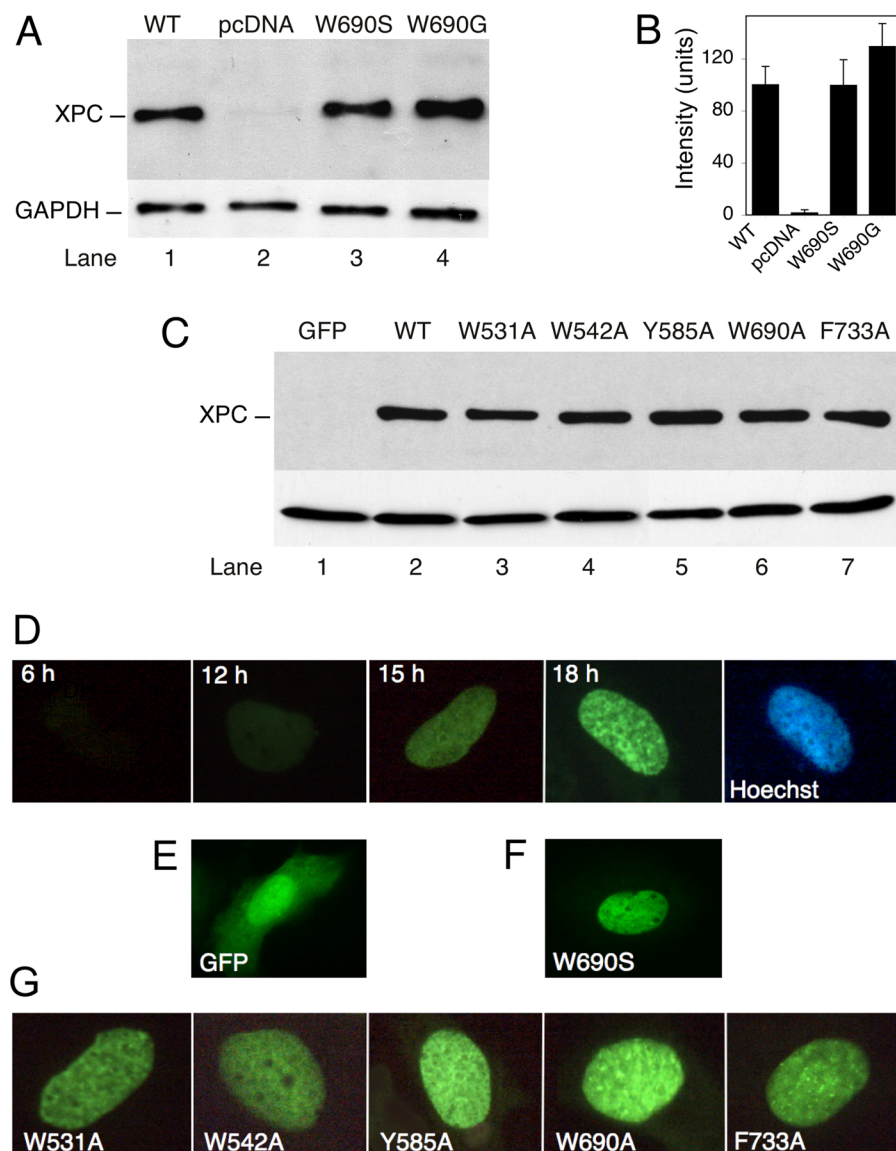 A
WT pcDNA W690S W690G
XPC –
GAPDH –
Lane 1 2 3 4
B
Intensity (units)
120
80
40
0
WT pcDNA W690S W690G
C
GFP WT W531A W542A Y585A W690A F733A
XPC –
Lane 1 2 3 4 5 6 7
D
6 h 12 h 15 h 18 h
Hoechst
E
GFP
F
W690S
G
W531A W542A Y585A W690A F733A